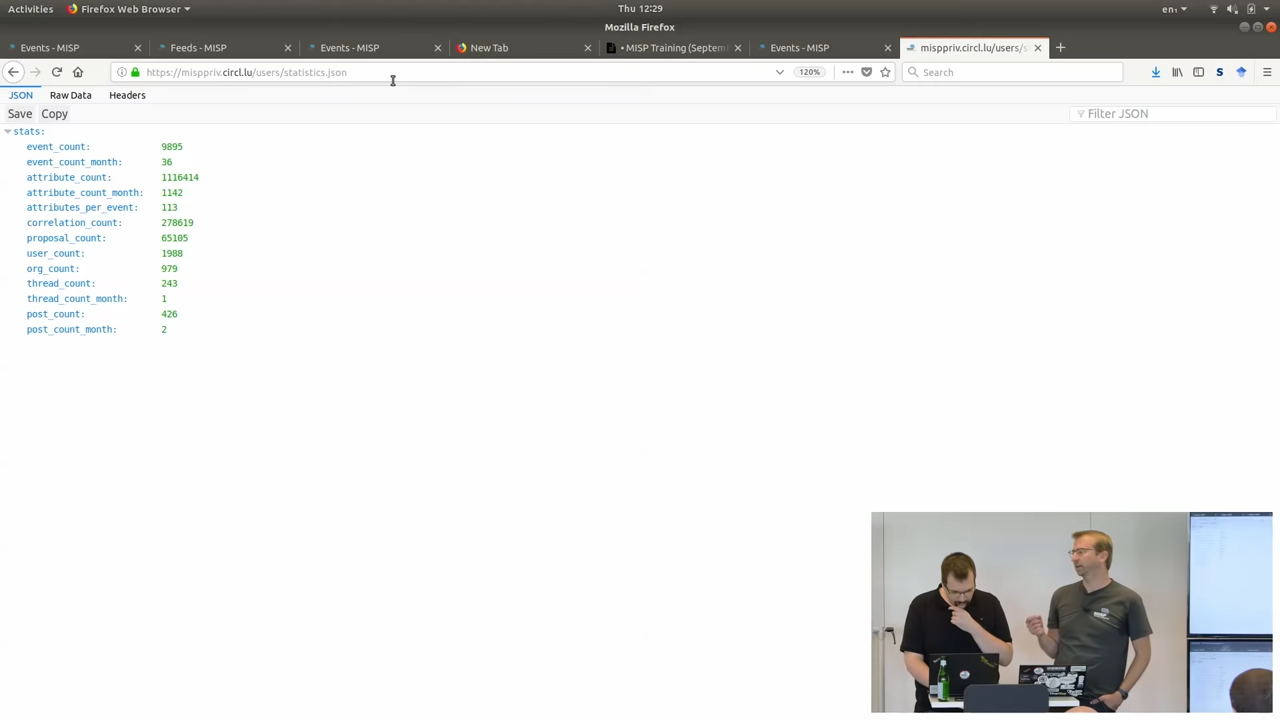 Activities Firefox Web Browser Thu 12:29 en₁
Mozilla Firefox
Events - MISP Feeds - MISP Events - MISP New Tab • MISP Training (Septem Events - MISP misppriv.circl.lu/users/s
https://misppriv.circl.lu/users/statistics.json 120% Search
JSON Raw Data Headers
Save Copy Filter JSON
stats:
event_count: 9895
event_count_month: 36
attribute_count: 1116414
attribute_count_month: 1142
attributes_per_event: 113
correlation_count: 278619
proposal_count: 65105
user_count: 1988
org_count: 979
thread_count: 243
thread_count_month: 1
post_count: 426
post_count_month: 2